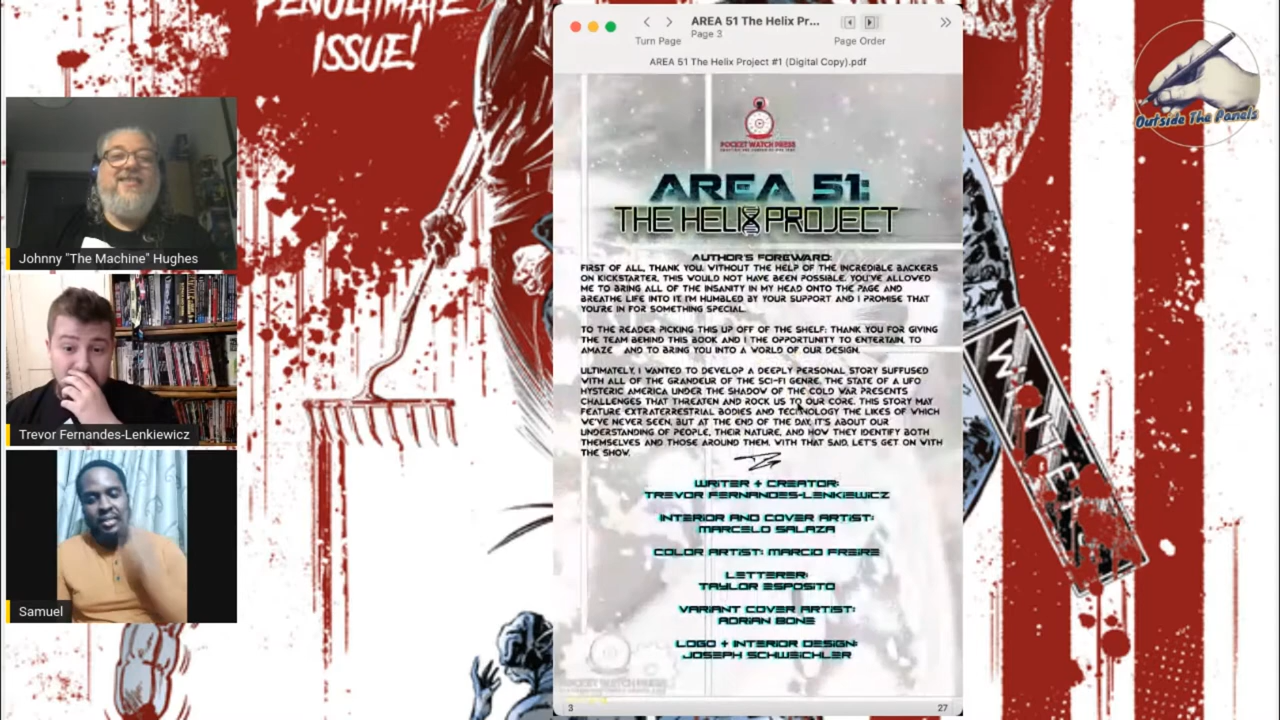 PENULTIMATE
ISSUE!
AREA 51 The Helix Pr...
Page 3
Turn Page
Page Order
AREA 51 The Helix Project #1 (Digital Copy).pdf
Outside The Panels
POCKET WATCH PRESS
AREA 51:
THE HELIX PROJECT
AUTHOR'S FOREWARD:
FIRST OF ALL, THANK YOU. WITHOUT THE HELP OF THE INCREDIBLE BACKERS
ON KICKSTARTER, THIS WOULD NOT HAVE BEEN POSSIBLE. YOU'VE ALLOWED
ME TO BRING ALL OF THE INSANITY IN MY HEAD ONTO THE PAGE AND
BREATHE LIFE INTO IT. I'M HUMBLED BY YOUR SUPPORT AND I PROMISE THAT
YOU'RE IN FOR SOMETHING SPECIAL.
TO THE READER PICKING THIS UP OFF OF THE SHELF: THANK YOU FOR GIVING
THE TEAM BEHIND THIS BOOK AND I THE OPPORTUNITY TO ENTERTAIN, TO
AMAZE AND TO BRING YOU INTO A WORLD OF OUR DESIGN.
ULTIMATELY, I WANTED TO DEVELOP A DEEPLY PERSONAL STORY SUFFUSED
WITH ALL OF THE GRANDEUR OF THE SCI-FI GENRE. THE STATE OF A UFO
HYSTERIC AMERICA UNDER THE SHADOW OF THE COLD WAR PRESENTS
CHALLENGES THAT THREATEN AND ROCK US TO OUR CORE. THIS STORY MAY
FEATURE EXTRATERRESTRIAL BODIES AND TECHNOLOGY THE LIKES OF WHICH
WE'VE NEVER SEEN, BUT AT THE END OF THE DAY, IT'S ABOUT OUR
UNDERSTANDING OF PEOPLE, THEIR NATURE, AND HOW THEY IDENTIFY BOTH
THEMSELVES AND THOSE AROUND THEM. WITH THAT SAID, LET'S GET ON WITH
THE SHOW.
WRITER + CREATOR:
TREVOR FERNANDES-LENKIEWICZ
INTERIOR AND COVER ARTIST:
MARCELO SALAZA
COLOR ARTIST: MARCIO FREIRE
LETTERER:
TAYLOR ESPOSITO
VARIANT COVER ARTIST:
ADRIAN BONE
LOGO + INTERIOR DESIGN:
JOSEPH SCHWEICHLER
POCKET WATCH PRESS
3
27
Johnny "The Machine" Hughes
Trevor Fernandes-Lenkiewicz
Samuel